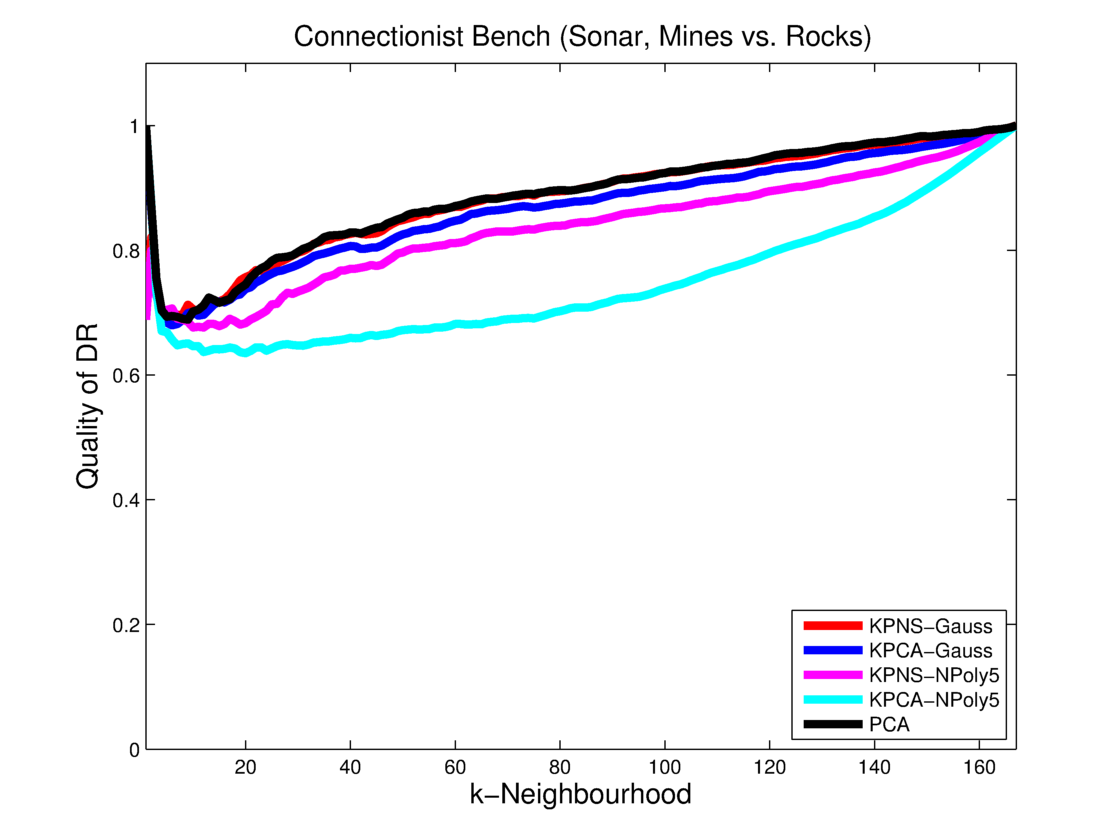 Connectionist Bench (Sonar, Mines vs. Rocks)
Quality of DR
1
0.8
0.6
0.4
0.2
0
20 40 60 80 100 120 140 160
k−Neighbourhood
KPNS−Gauss
KPCA−Gauss
KPNS−NPoly5
KPCA−NPoly5
PCA